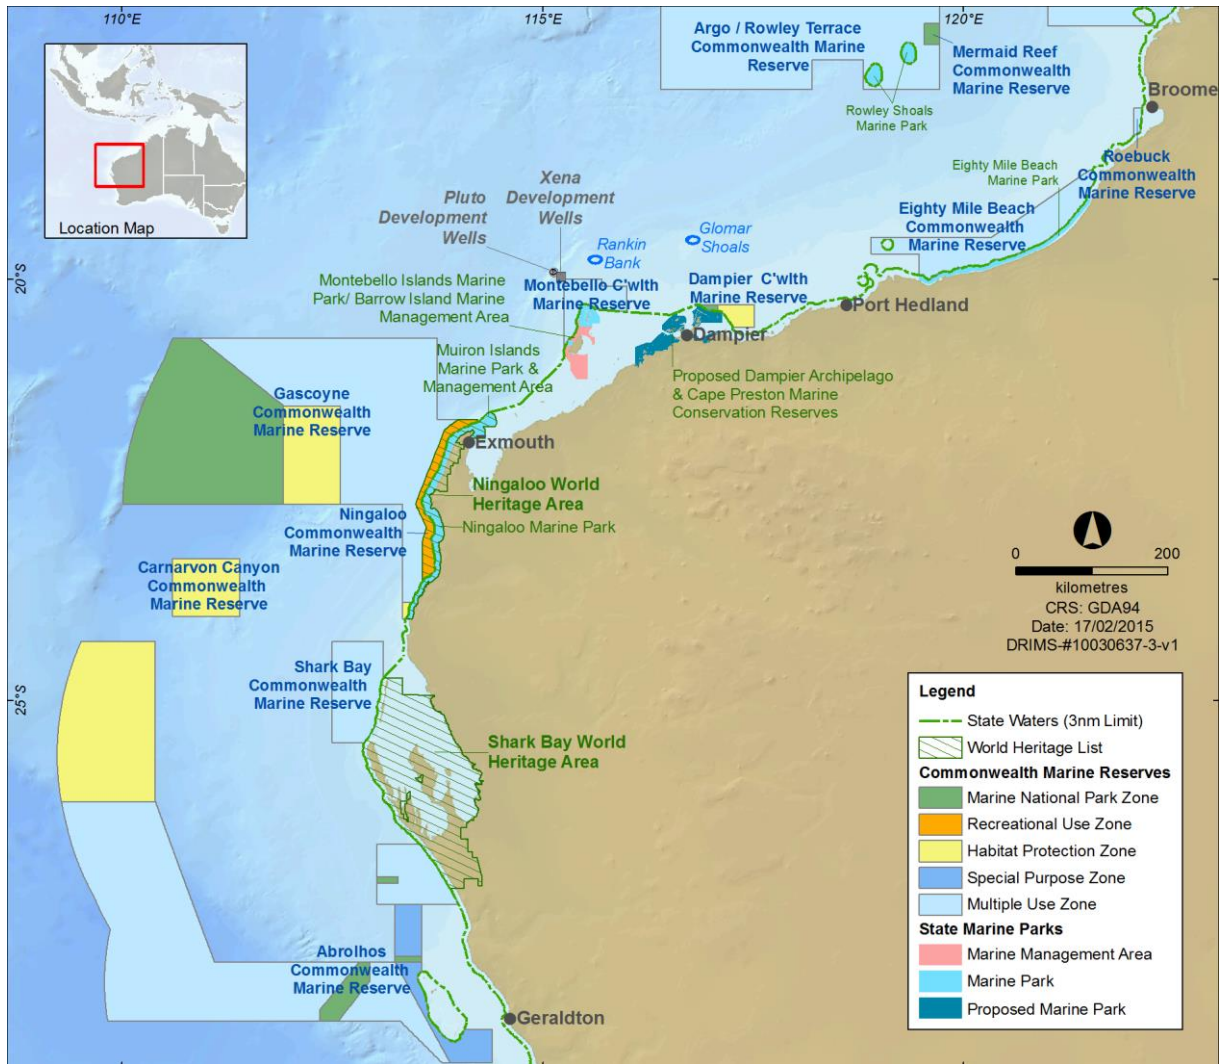 110°E
115°E
120°E
Location Map
Argo / Rowley Terrace
Commonwealth Marine
Reserve
Mermaid Reef
Commonwealth
Marine Reserve
Rowley Shoals
Marine Park
Broome
Roebuck
Commonwealth
Marine Reserve
Eighty Mile Beach
Marine Park
Eighty Mile Beach
Commonwealth
Marine Reserve
Xena
Development
Wells
Pluto
Development
Wells
Rankin
Bank
Glomar
Shoals
20°S
Montebello Islands Marine
Park/ Barrow Island Marine
Management Area
Montebello C'wlth
Marine Reserve
Dampier C'wlth
Marine Reserve
Port Hedland
Dampier
Muiron Islands
Marine Park &
Management Area
Proposed Dampier Archipelago
& Cape Preston Marine
Conservation Reserves
Gascoyne
Commonwealth
Marine Reserve
Exmouth
Ningaloo World
Heritage Area
Ningaloo Marine Park
Ningaloo
Commonwealth
Marine Reserve
Carnarvon Canyon
Commonwealth
Marine Reserve
0 200
kilometres
CRS: GDA94
Date: 17/02/2015
DRIMS-#10030637-3-v1
25°S
Shark Bay
Commonwealth
Marine Reserve
Shark Bay World
Heritage Area
Abrolhos
Commonwealth
Marine Reserve
Geraldton
Legend
State Waters (3nm Limit)
World Heritage List
Commonwealth Marine Reserves
Marine National Park Zone
Recreational Use Zone
Habitat Protection Zone
Special Purpose Zone
Multiple Use Zone
State Marine Parks
Marine Management Area
Marine Park
Proposed Marine Park